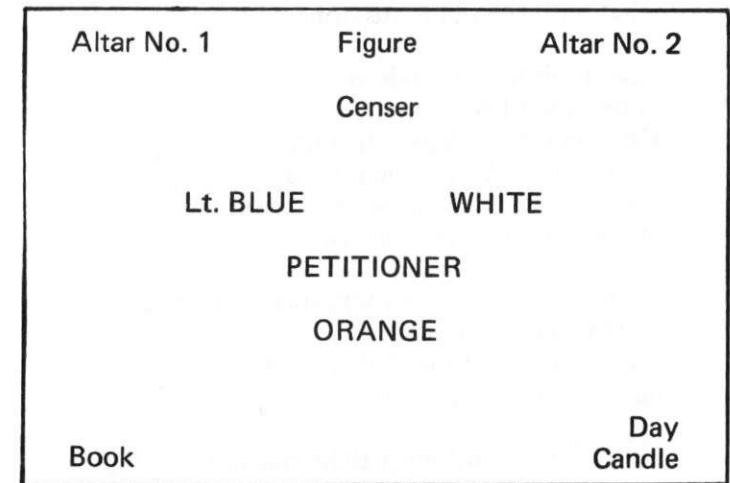 Altar No. 1 Figure Altar No. 2
Censer
Lt. BLUE WHITE
PETITIONER
ORANGE
Day
Book Candle